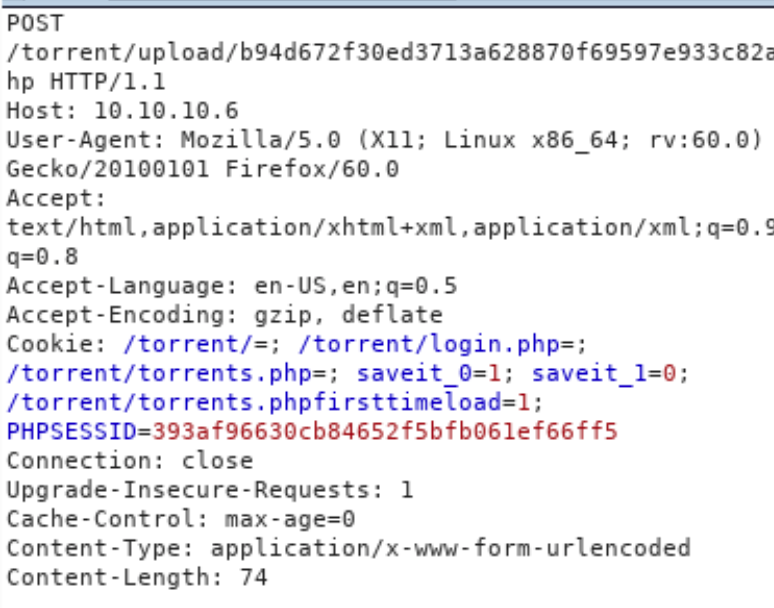 POST
/torrent/upload/b94d672f30ed3713a628870f69597e933c82a
hp HTTP/1.1
Host: 10.10.10.6
User-Agent: Mozilla/5.0 (X11; Linux x86_64; rv:60.0)
Gecko/20100101 Firefox/60.0
Accept:
text/html,application/xhtml+xml,application/xml;q=0.9
q=0.8
Accept-Language: en-US,en;q=0.5
Accept-Encoding: gzip, deflate
Cookie: /torrent/=; /torrent/login.php=;
/torrent/torrents.php=; saveit_0=1; saveit_1=0;
/torrent/torrents.phpfirsttimeload=1;
PHPSESSID=393af96630cb84652f5bfb061ef66ff5
Connection: close
Upgrade-Insecure-Requests: 1
Cache-Control: max-age=0
Content-Type: application/x-www-form-urlencoded
Content-Length: 74